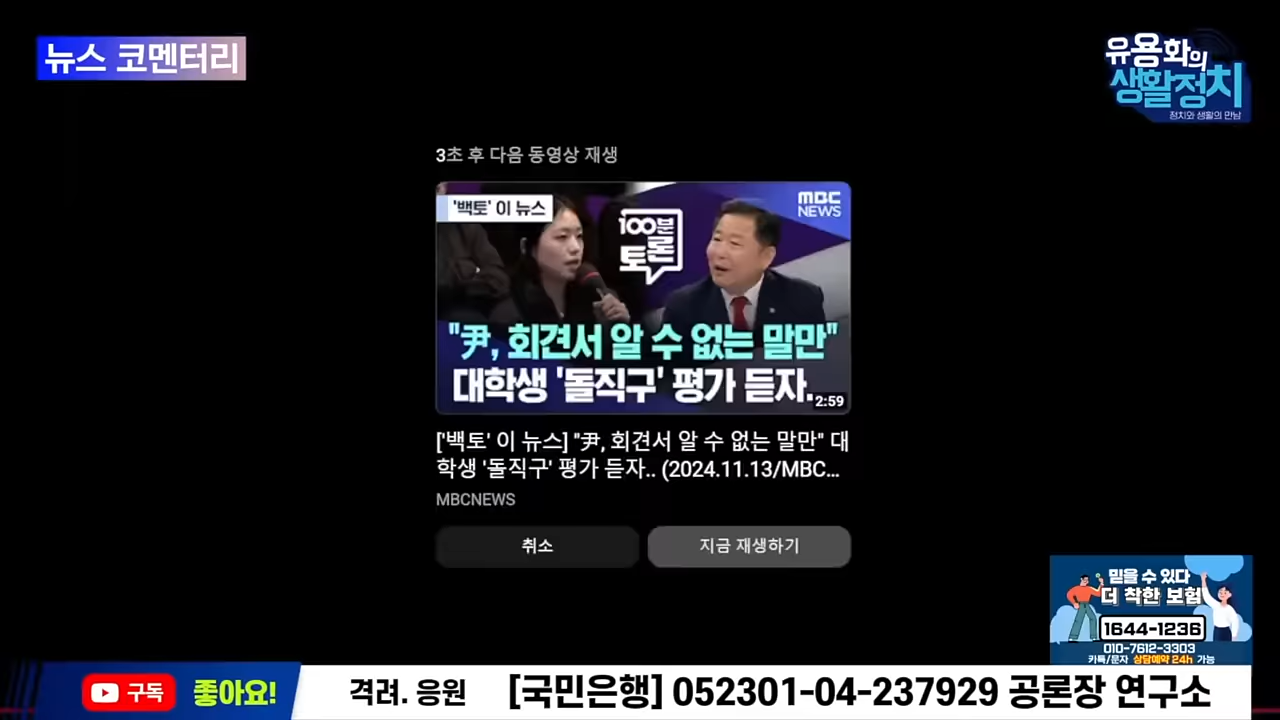 뉴스 코멘터리
유용화의
생활정치
정치와 생활의 만남
3초 후 다음 동영상 재생
'백토' 이 뉴스
100분
토론
MBC
NEWS
"尹, 회견서 알 수 없는 말만"
대학생 '돌직구' 평가 듣자..
2:59
['백토' 이 뉴스] "尹, 회견서 알 수 없는 말만" 대
학생 '돌직구' 평가 듣자.. (2024.11.13/MBC...
MBCNEWS
취소
지금 재생하기
믿을 수 있다
더 착한 보험
1644-1236
010-7612-3303
카톡/문자 상담예약 24h 가능
구독
좋아요!
격려. 응원 [국민은행] 052301-04-237929 공론장 연구소